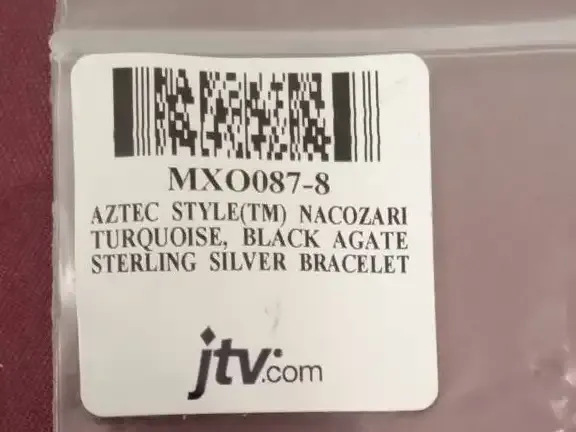 MXO087-8
AZTEC STYLE(TM) NACOZARI
TURQUOISE, BLACK AGATE
STERLING SILVER BRACELET
jtv.com